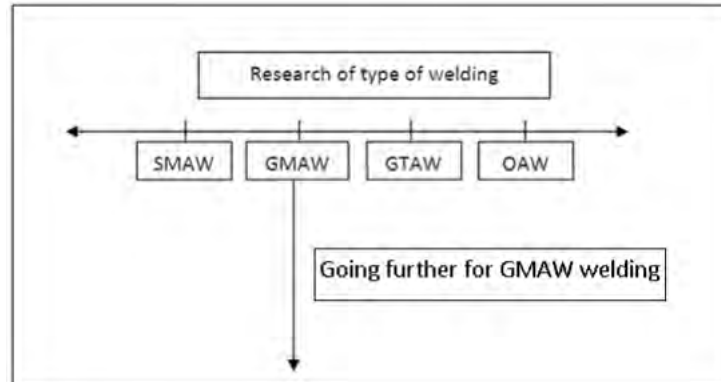 Research of type of welding
SMAW
GMAW
GTAW
OAW
Going further for GMAW welding